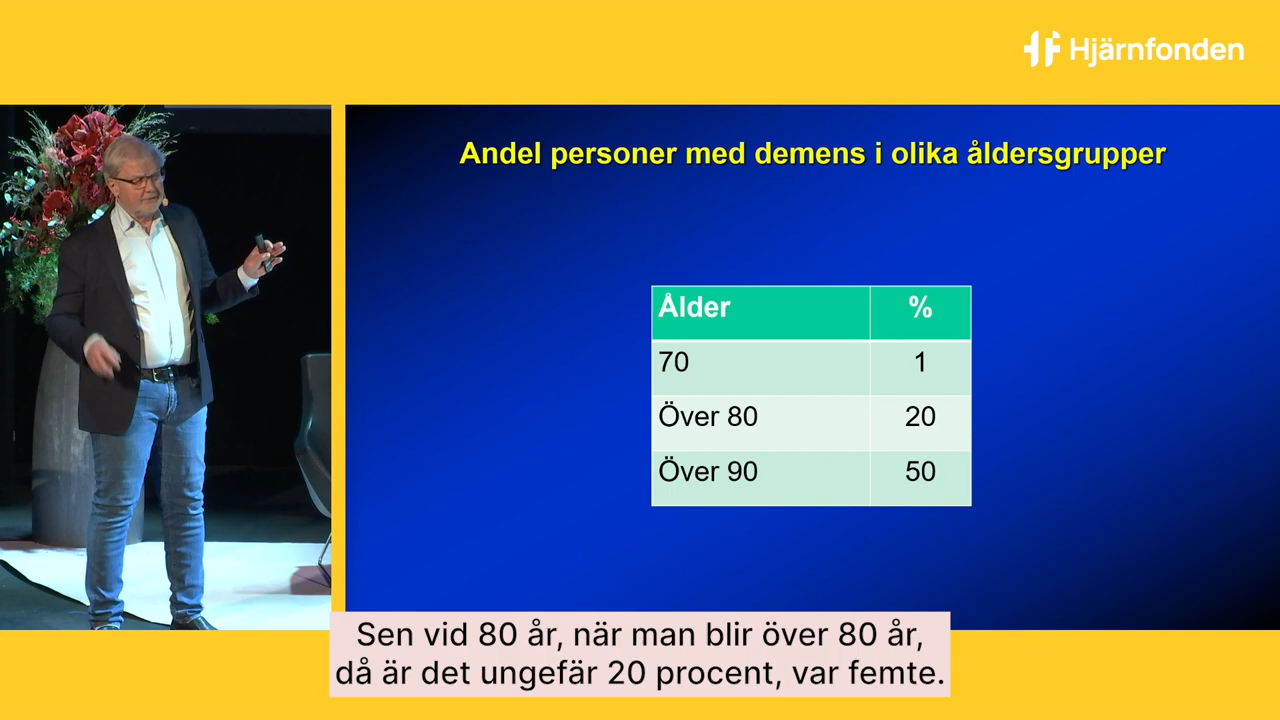 Hjärnfonden
Andel personer med demens i olika åldersgrupper
Ålder %
70 1
Över 80 20
Över 90 50
Sen vid 80 år, när man blir över 80 år,
då är det ungefär 20 procent, var femte.